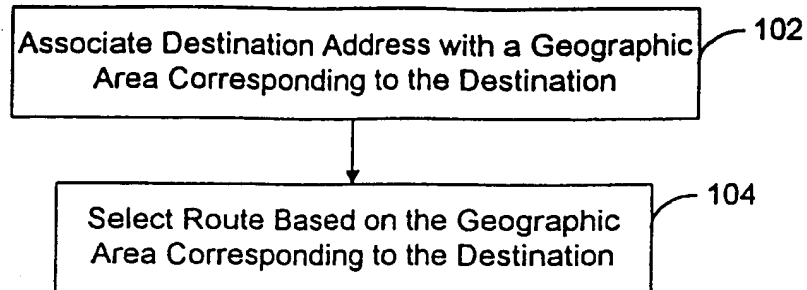 Associate Destination Address with a Geographic
Area Corresponding to the Destination
102
Select Route Based on the Geographic
Area Corresponding to the Destination
104